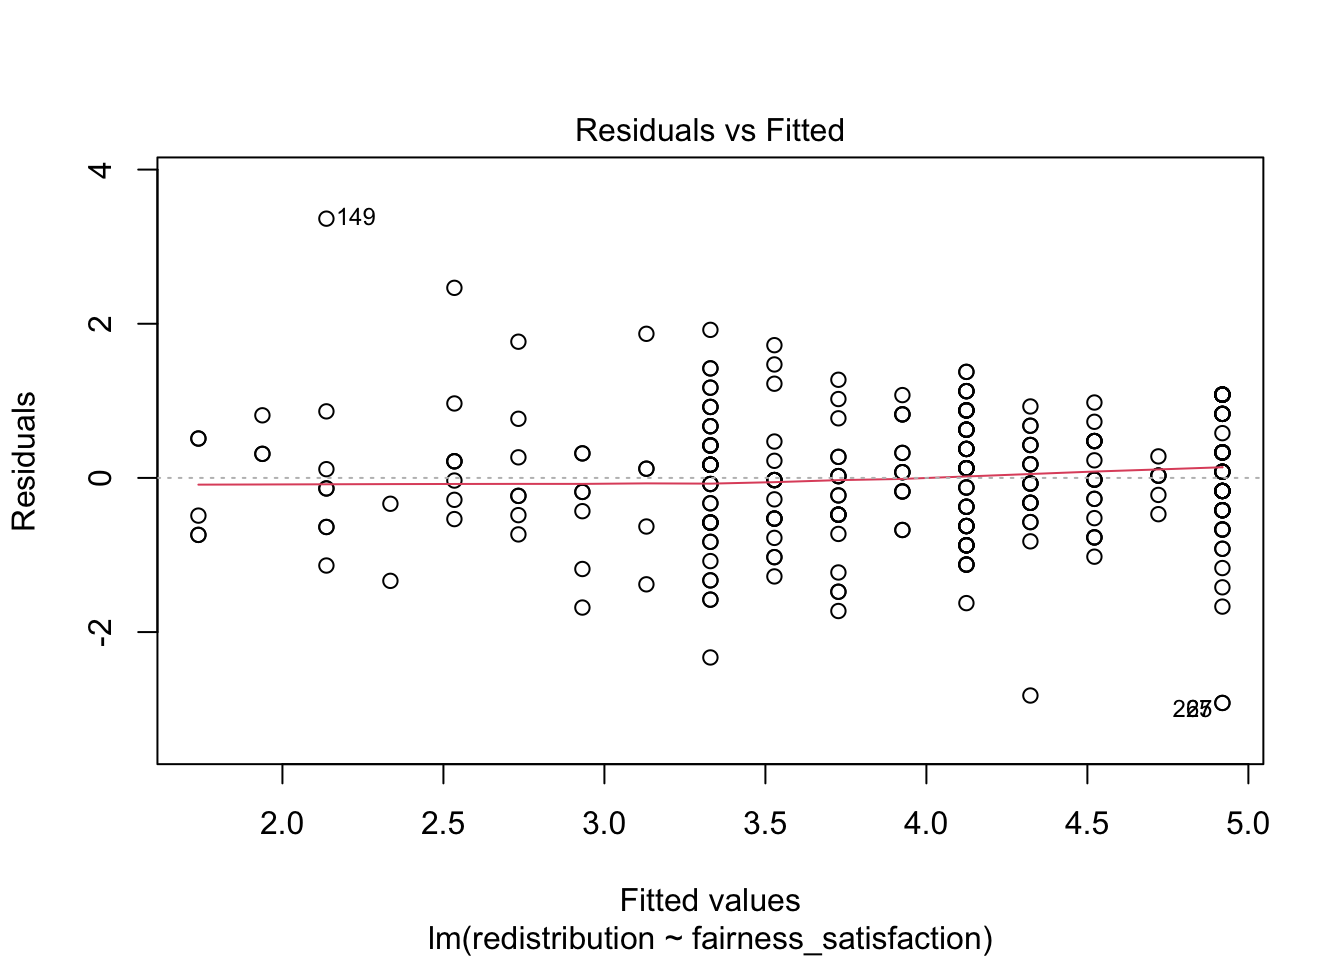 Residuals vs Fitted
4
2
0
-2
Residuals
149
2.0 2.5 3.0 3.5 4.0 4.5 5.0
Fitted values
lm(redistribution ~ fairness_satisfaction)